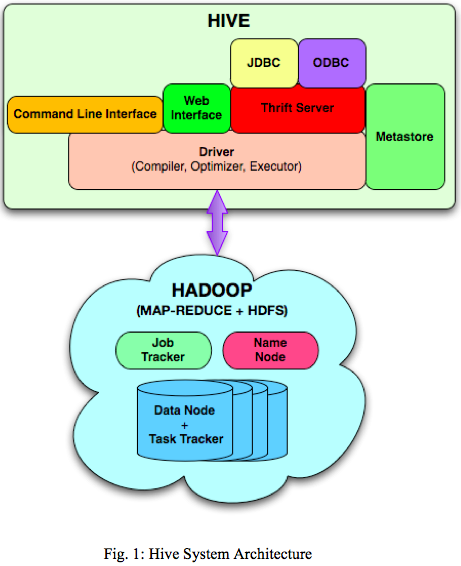 HIVE
JDBC
ODBC
Command Line Interface
Web
Interface
Thrift Server
Metastore
Driver
(Compiler, Optimizer, Executor)
HADOOP
(MAP-REDUCE + HDFS)
Job
Tracker
Name
Node
Data Node
+
Task Tracker
Fig. 1: Hive System Architecture